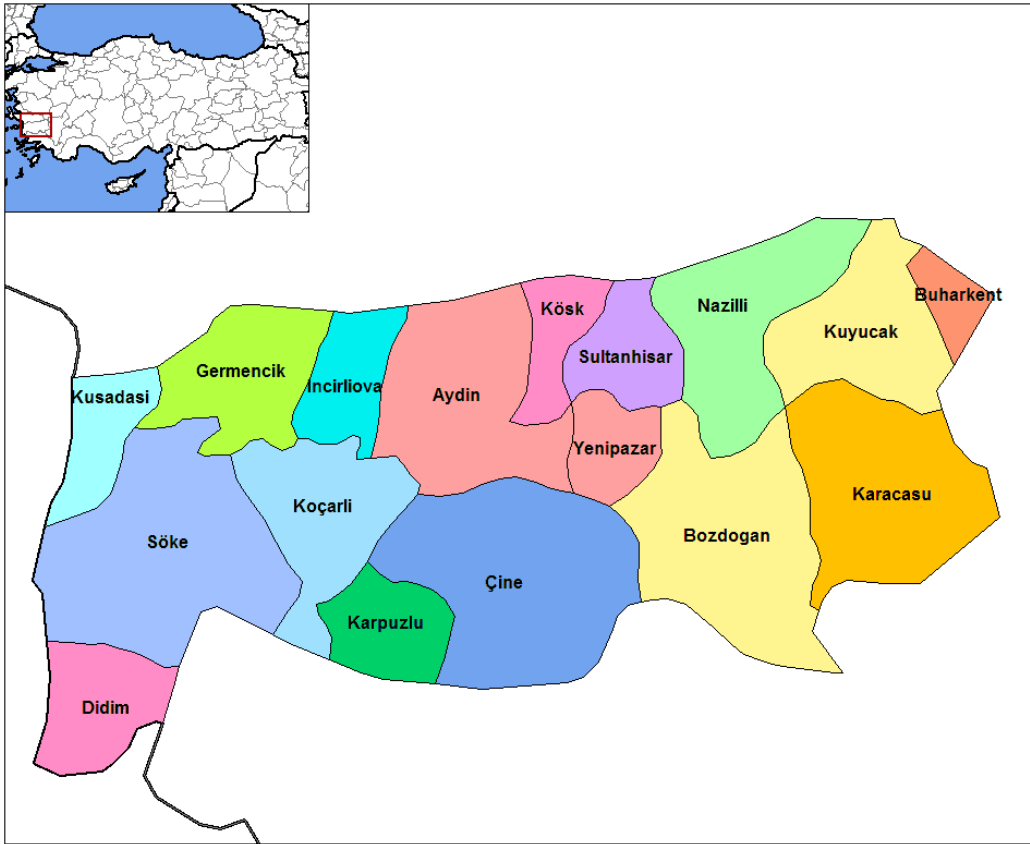 Buharkent
Kösk
Nazilli
Kuyucak
Sultanhisar
Germencik
Incirliova
Kusadasi
Aydin
Yenipazar
Karacasu
Koçarli
Bozdogan
Söke
Çine
Karpuzlu
Didim